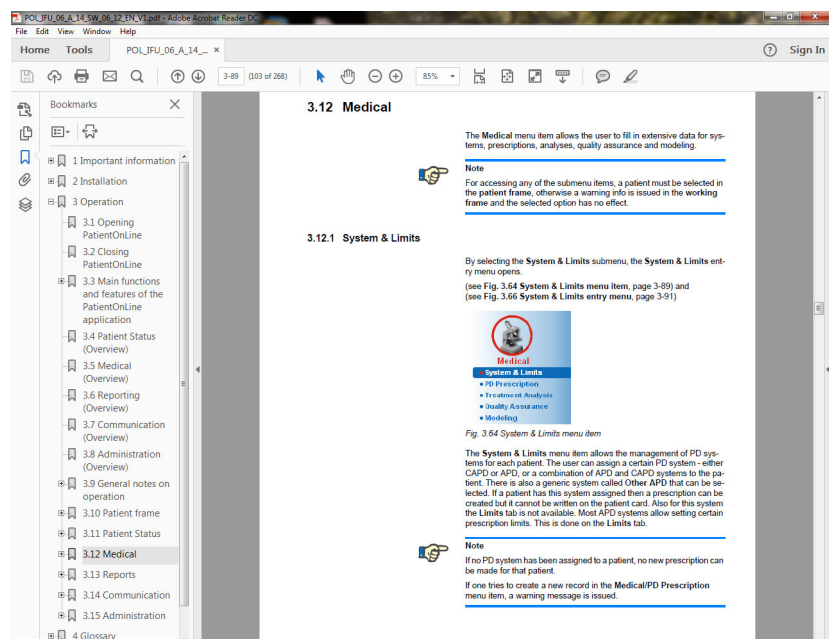 POL_IFU_06_A_14_SW_06_12_EN_V1.pdf - Adobe Acrobat Reader DC
File Edit View Window Help
Home Tools POL_IFU_06_A_14_... ×
Sign In
3-89 (103 of 268) 85%
Bookmarks
1 Important information
2 Installation
3 Operation
3.1 Opening
PatientOnLine
3.2 Closing
PatientOnLine
3.3 Main functions
and features of the
PatientOnLine
application
3.4 Patient Status
(Overview)
3.5 Medical
(Overview)
3.6 Reporting
(Overview)
3.7 Communication
(Overview)
3.8 Administration
(Overview)
3.9 General notes on
operation
3.10 Patient frame
3.11 Patient Status
3.12 Medical
3.13 Reports
3.14 Communication
3.15 Administration
4 Glossary
3.12 Medical
The Medical menu item allows the user to fill in extensive data for sys-
tems, prescriptions, analyses, quality assurance and modeling.
Note
For accessing any of the submenu items, a patient must be selected in
the patient frame, otherwise a warning info is issued in the working
frame and the selected option has no effect.
3.12.1 System & Limits
By selecting the System & Limits submenu, the System & Limits ent-
ry menu opens.
(see Fig. 3.64 System & Limits menu item, page 3-89) and
(see Fig. 3.66 System & Limits entry menu, page 3-91)
Medical
• System & Limits
• PD Prescription
• Treatment Analysis
• Quality Assurance
• Modeling
Fig. 3.64 System & Limits menu item
The System & Limits menu item allows the management of PD sys-
tems for each patient. The user can assign a certain PD system - either
CAPD or APD, or a combination of APD and CAPD systems to the pa-
tient. There is also a generic system called Other APD that can be se-
lected. If a patient has this system assigned then a prescription can be
created but it cannot be written on the patient card. Also for this system
the Limits tab is not available. Most APD systems allow setting certain
prescription limits. This is done on the Limits tab.
Note
If no PD system has been assigned to a patient, no new prescription can
be made for that patient.
If one tries to create a new record in the Medical/PD Prescription
menu item, a warning message is issued.